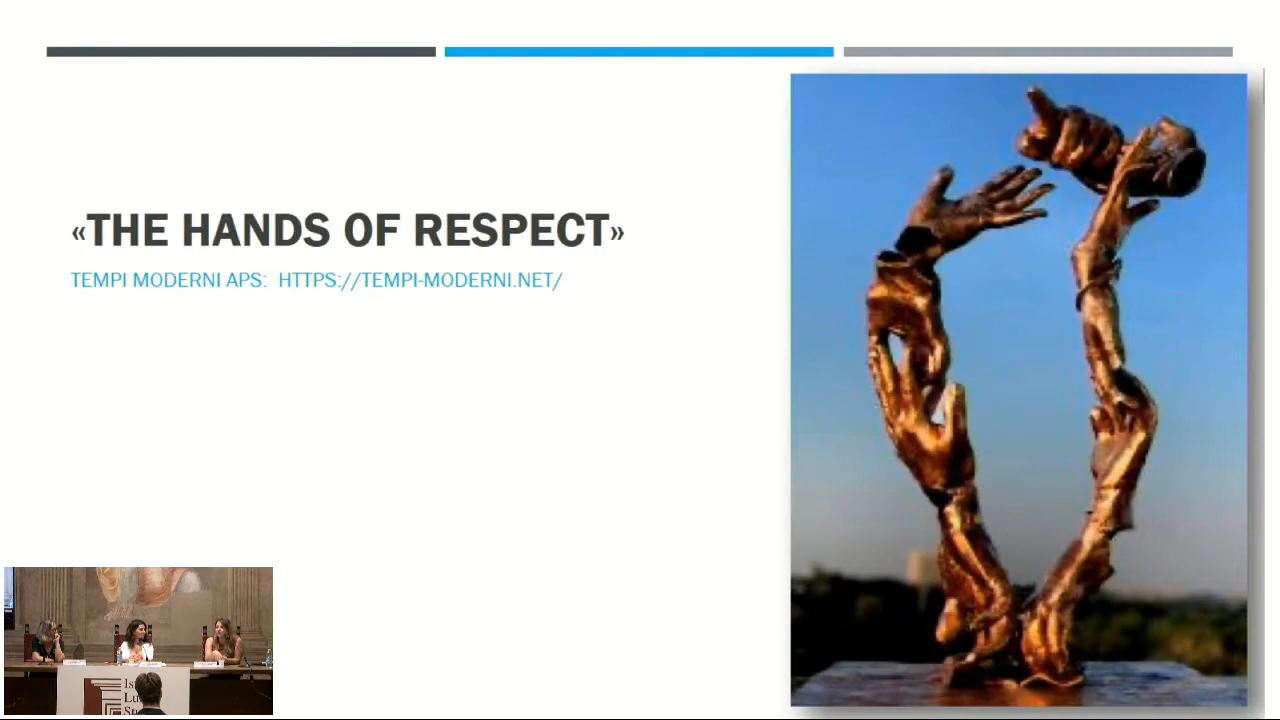 «THE HANDS OF RESPECT»
TEMPI MODERNI APS: HTTPS://TEMPI-MODERNI.NET/